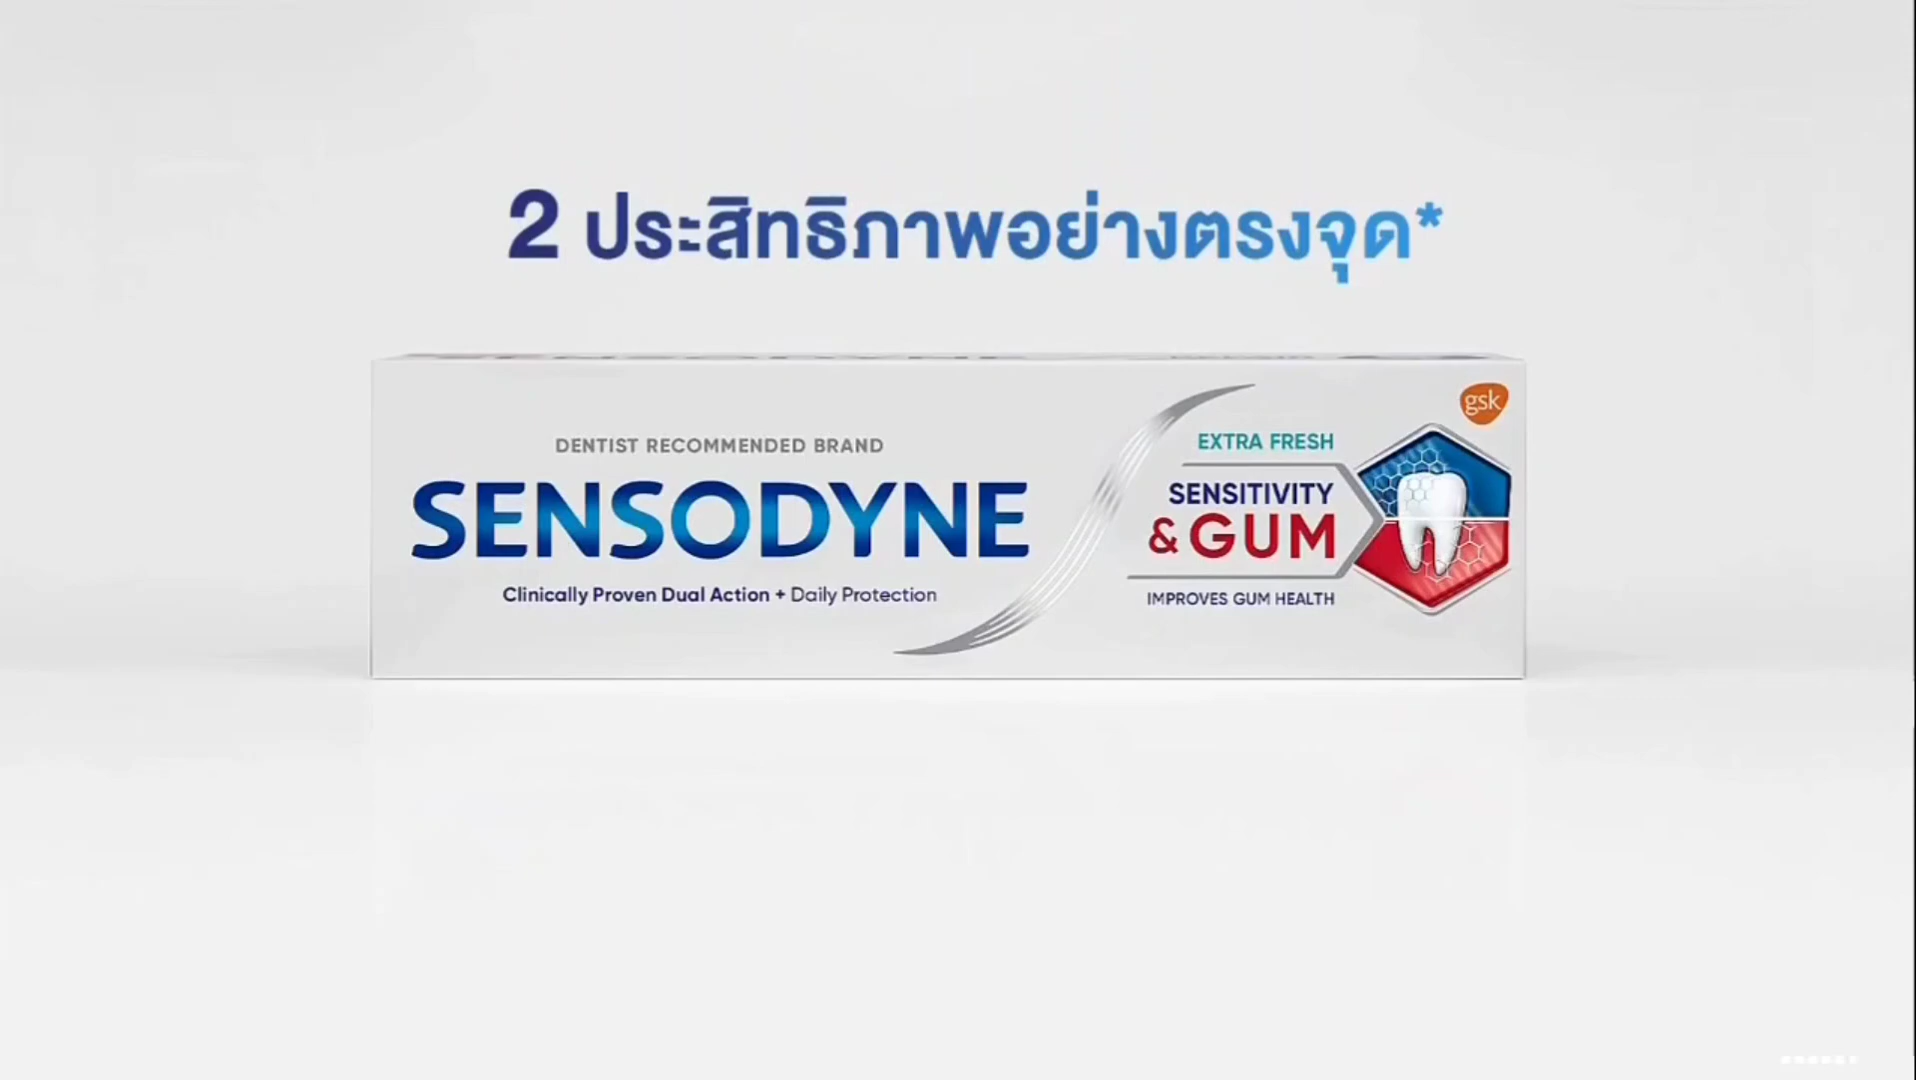 2 ประสิทธิภาพอย่างตรงจุด*
gsk
DENTIST RECOMMENDED BRAND
SENSODYNE
Clinically Proven Dual Action + Daily Protection
EXTRA FRESH
SENSITIVITY
& GUM
IMPROVES GUM HEALTH